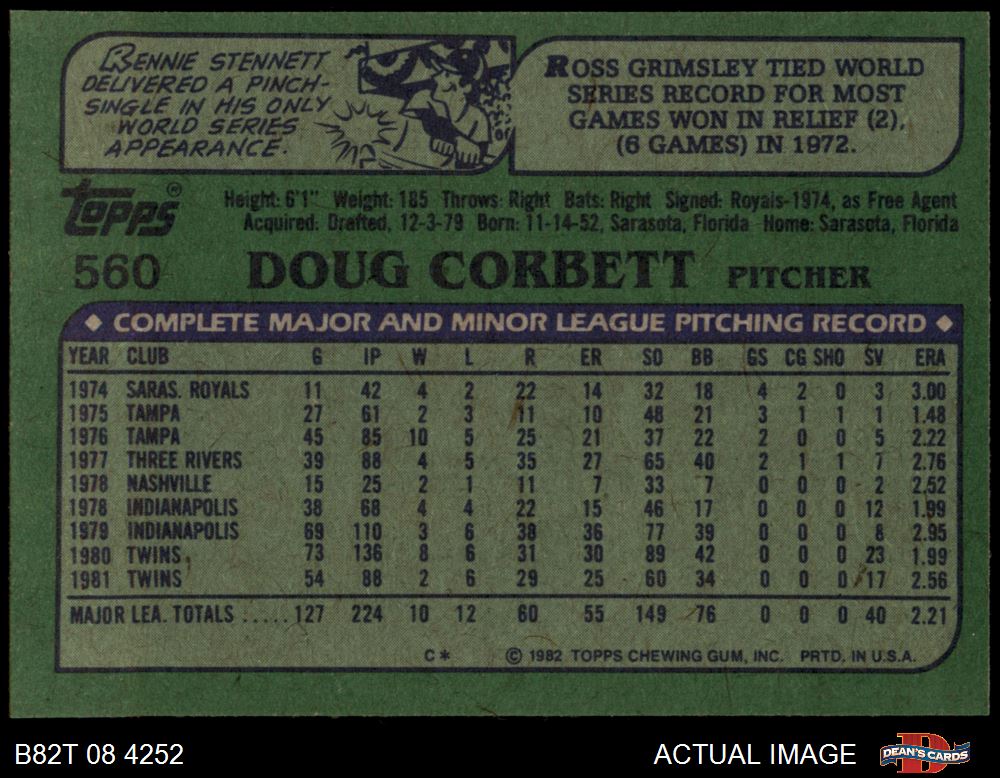 RENNIE STENNETT
DELIVERED A PINCH-
SINGLE IN HIS ONLY
WORLD SERIES
APPEARANCE.
ROSS GRIMSLEY TIED WORLD
SERIES RECORD FOR MOST
GAMES WON IN RELIEF (2),
(6 GAMES) IN 1972.
Topps®
Height: 6'1" Weight: 185 Throws: Right Bats: Right Signed: Royals-1974, as Free Agent
Acquired: Drafted, 12-3-79 Born: 11-14-52, Sarasota, Florida Home: Sarasota, Florida
560 DOUG CORBETT PITCHER
◆ COMPLETE MAJOR AND MINOR LEAGUE PITCHING RECORD ◆
YEAR CLUB G IP W L R ER SO BB GS CG SHO SV ERA
1974 SARAS. ROYALS 11 42 4 2 22 14 32 18 4 2 0 3 3.00
1975 TAMPA 27 61 2 3 11 10 48 21 3 1 1 1 1.48
1976 TAMPA 45 85 10 5 25 21 37 22 2 0 0 5 2.22
1977 THREE RIVERS 39 88 4 5 35 27 65 40 2 1 1 7 2.76
1978 NASHVILLE 15 25 2 1 11 7 33 7 0 0 0 2 2.52
1978 INDIANAPOLIS 38 68 4 4 22 15 46 17 0 0 0 12 1.99
1979 INDIANAPOLIS 69 110 3 6 38 36 77 39 0 0 0 8 2.95
1980 TWINS 73 136 8 6 31 30 89 42 0 0 0 23 1.99
1981 TWINS 54 88 2 6 29 25 60 34 0 0 0 17 2.56
MAJOR LEA. TOTALS ..... 127 224 10 12 60 55 149 76 0 0 0 40 2.21
C* © 1982 TOPPS CHEWING GUM, INC. PRTD. IN U.S.A.
B82T 08 4252 ACTUAL IMAGE DEAN'S CARDS